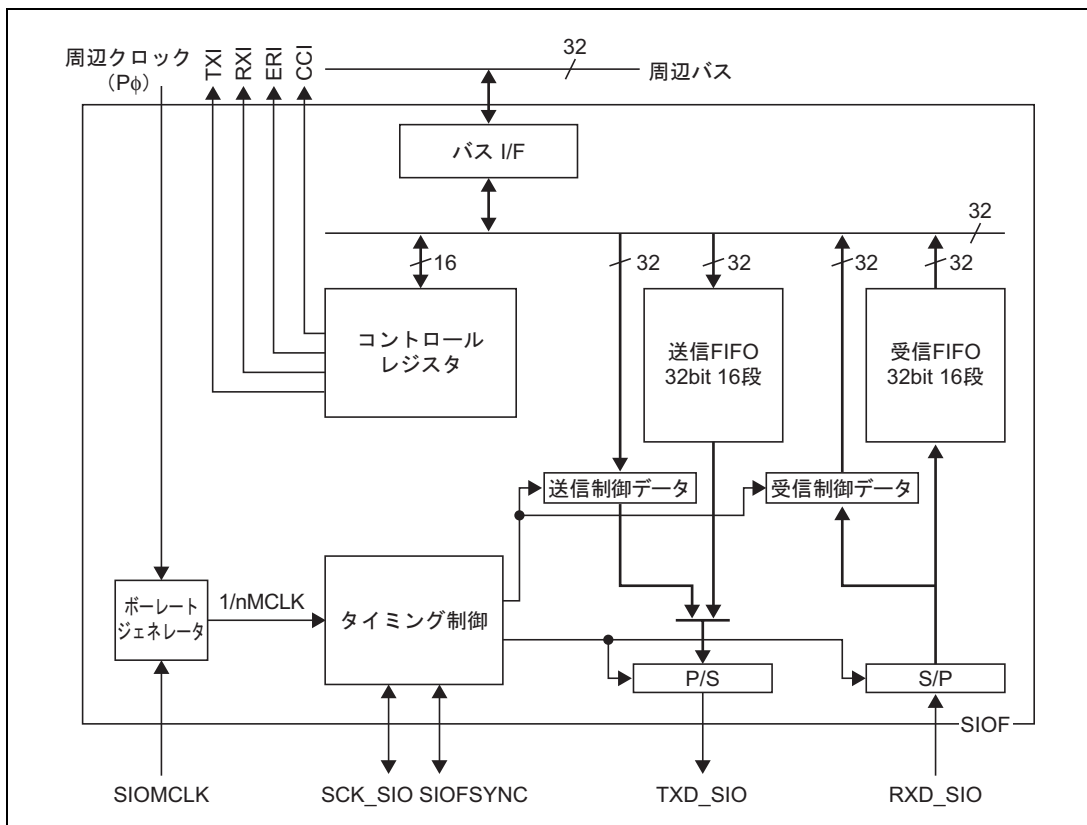 周辺クロック
（Pφ）
TXI
RXI
ERI
CCI
32
周辺バス
バス I/F
32
16
32
32
32
32
コントロール
レジスタ
送信FIFO
32bit 16段
受信FIFO
32bit 16段
送信制御データ
受信制御データ
ボーレート
ジェネレータ
1/nMCLK
タイミング制御
P/S
S/P
SIOF
SIOMCLK
SCK_SIO
SIOFSYNC
TXD_SIO
RXD_SIO